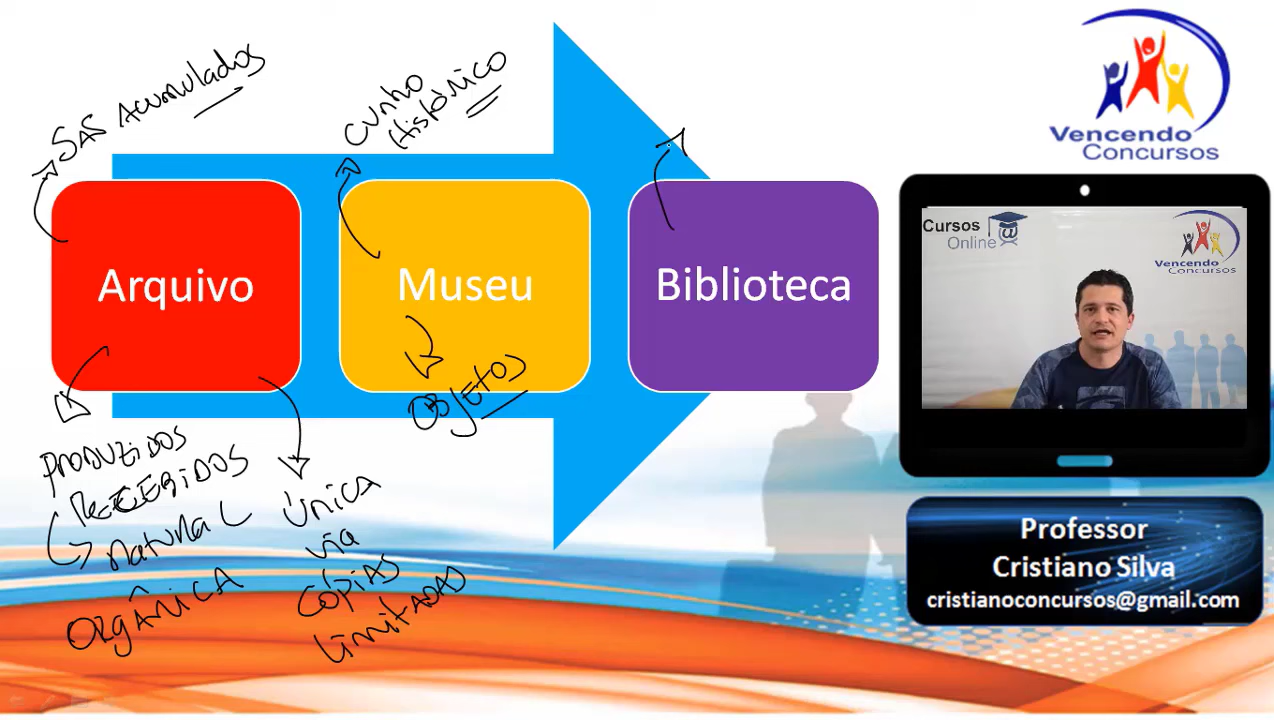 SAS Acumulados
CUNHO
Histórico
Vencendo
Concursos
Cursos
Online
Vencendo
Concursos
Arquivo
Museu
Biblioteca
OBJETOS
PRODUZIDOS
RECEBIDOS
natural
ORGÂNICA
ÚNICA
via
CÓPIAS
LIMITADAS
Professor
Cristiano Silva
cristianoconcursos@gmail.com